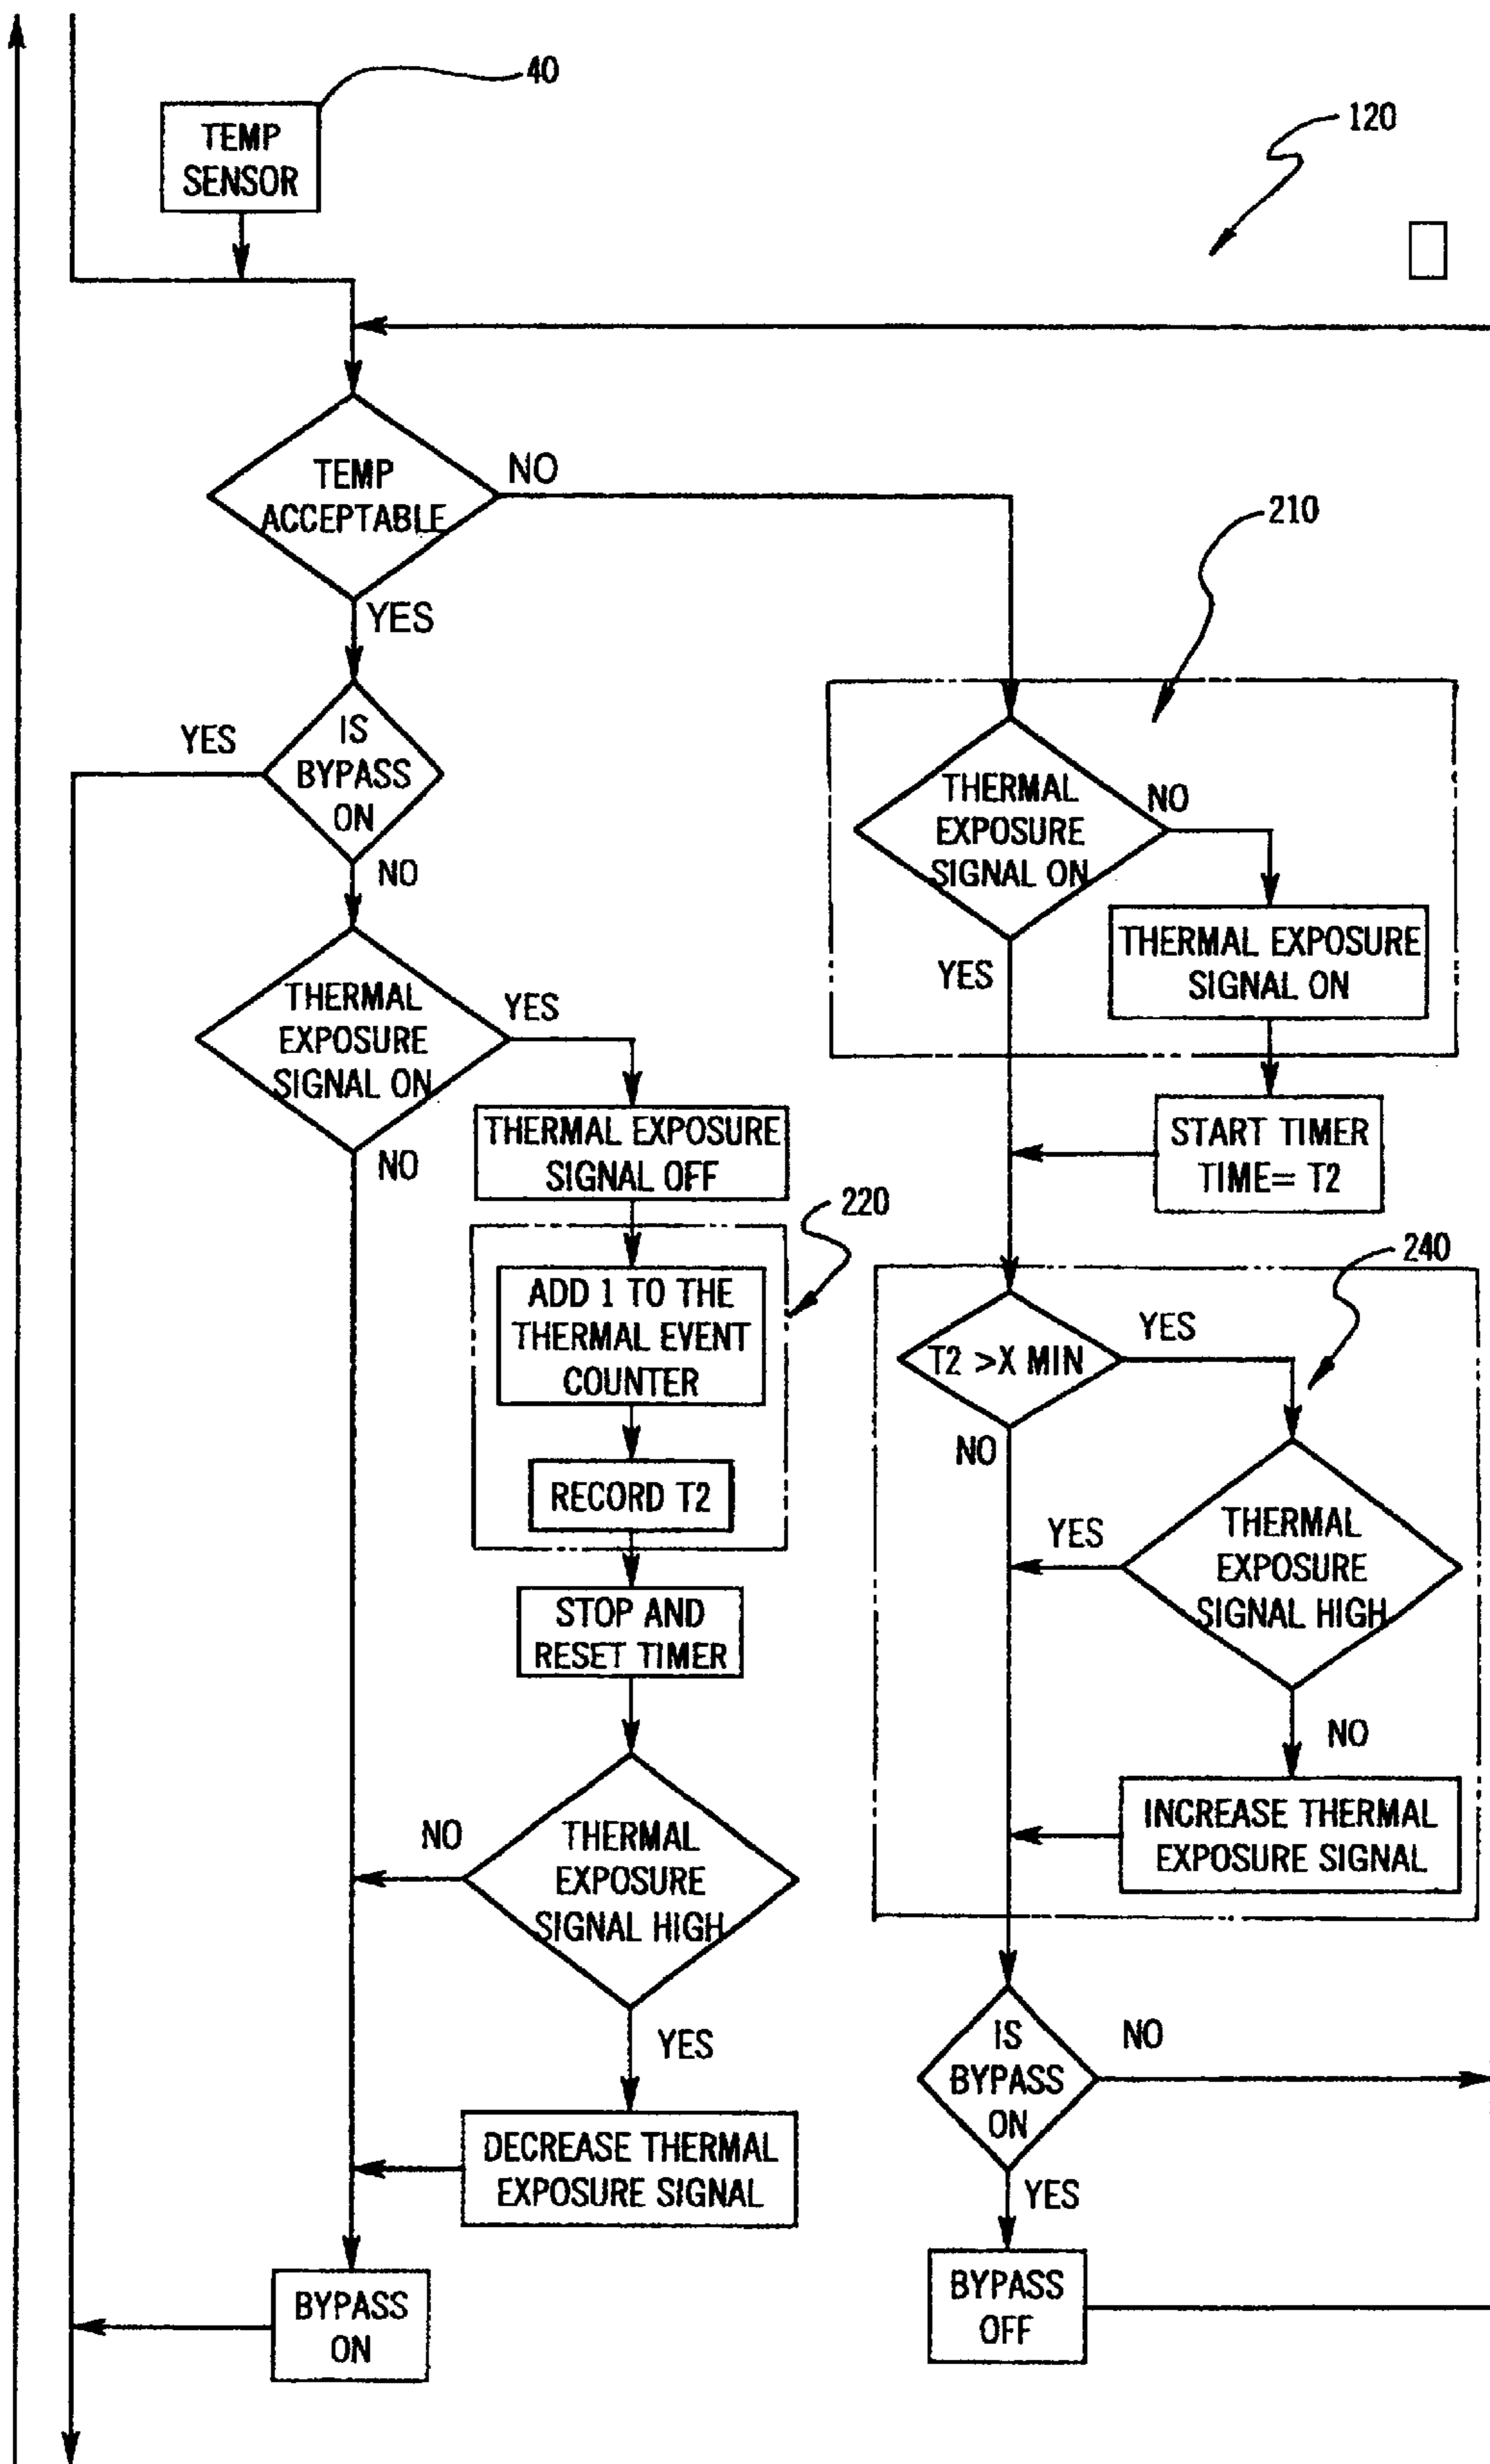 40
TEMP
SENSOR
120
TEMP
ACCEPTABLE
NO
YES
210
IS
BYPASS
ON
YES
NO
THERMAL
EXPOSURE
SIGNAL ON
NO
YES
THERMAL EXPOSURE
SIGNAL ON
THERMAL
EXPOSURE
SIGNAL ON
YES
NO
START TIMER
TIME= T2
THERMAL EXPOSURE
SIGNAL OFF
220
ADD 1 TO THE
THERMAL EVENT
COUNTER
RECORD T2
240
T2 >X MIN
YES
NO
THERMAL
EXPOSURE
SIGNAL HIGH
YES
NO
STOP AND
RESET TIMER
INCREASE THERMAL
EXPOSURE SIGNAL
THERMAL
EXPOSURE
SIGNAL HIGH
NO
YES
IS
BYPASS
ON
NO
YES
DECREASE THERMAL
EXPOSURE SIGNAL
BYPASS
ON
BYPASS
OFF